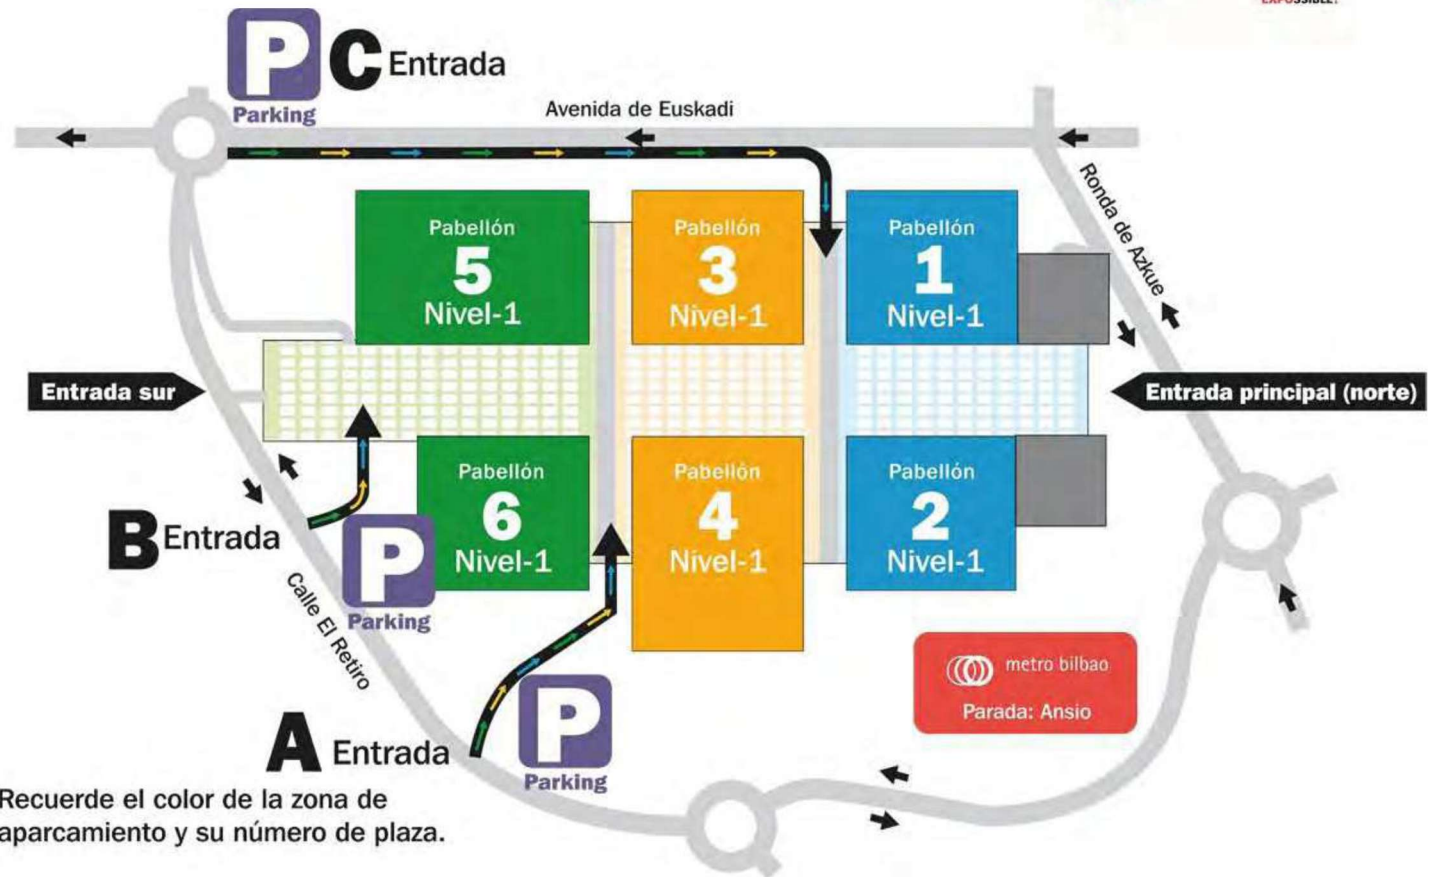 P
Parking
C Entrada
Avenida de Euskadi
Ronda de Azkue
Pabellón
5
Nivel-1
Pabellón
3
Nivel-1
Pabellón
1
Nivel-1
Entrada sur
Entrada principal (norte)
Pabellón
6
Nivel-1
Pabellón
4
Nivel-1
Pabellón
2
Nivel-1
B Entrada
P
Parking
Calle El Retiro
metro bilbao
Parada: Ansio
A Entrada
P
Parking
Recuerde el color de la zona de
aparcamiento y su número de plaza.